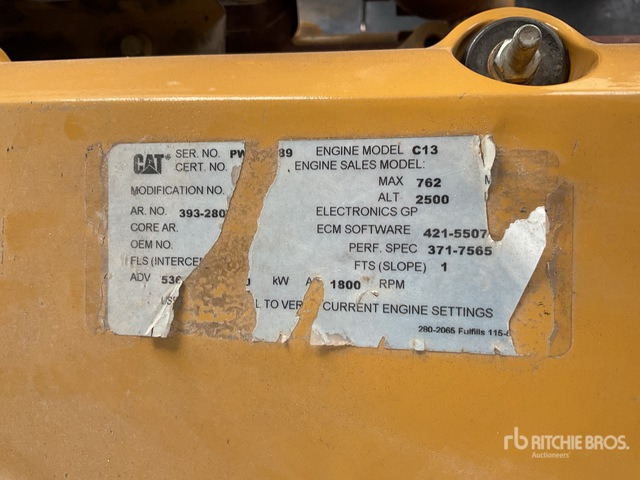 CAT SER. NO. PW 89 ENGINE MODEL C13
CERT. NO. ENGINE SALES MODEL:
MAX 762
MODIFICATION NO. ALT 2500
AR. NO. 393-280 ELECTRONICS GP
CORE AR. ECM SOFTWARE 421-5507
OEM NO. PERF. SPEC 371-7565
FLS (INTERCE FTS (SLOPE) 1
ADV 536 kW 1800 RPM
US L TO VER CURRENT ENGINE SETTINGS
280-2065 Fulfills 115-
rb RITCHIE BROS.
Auctioneers